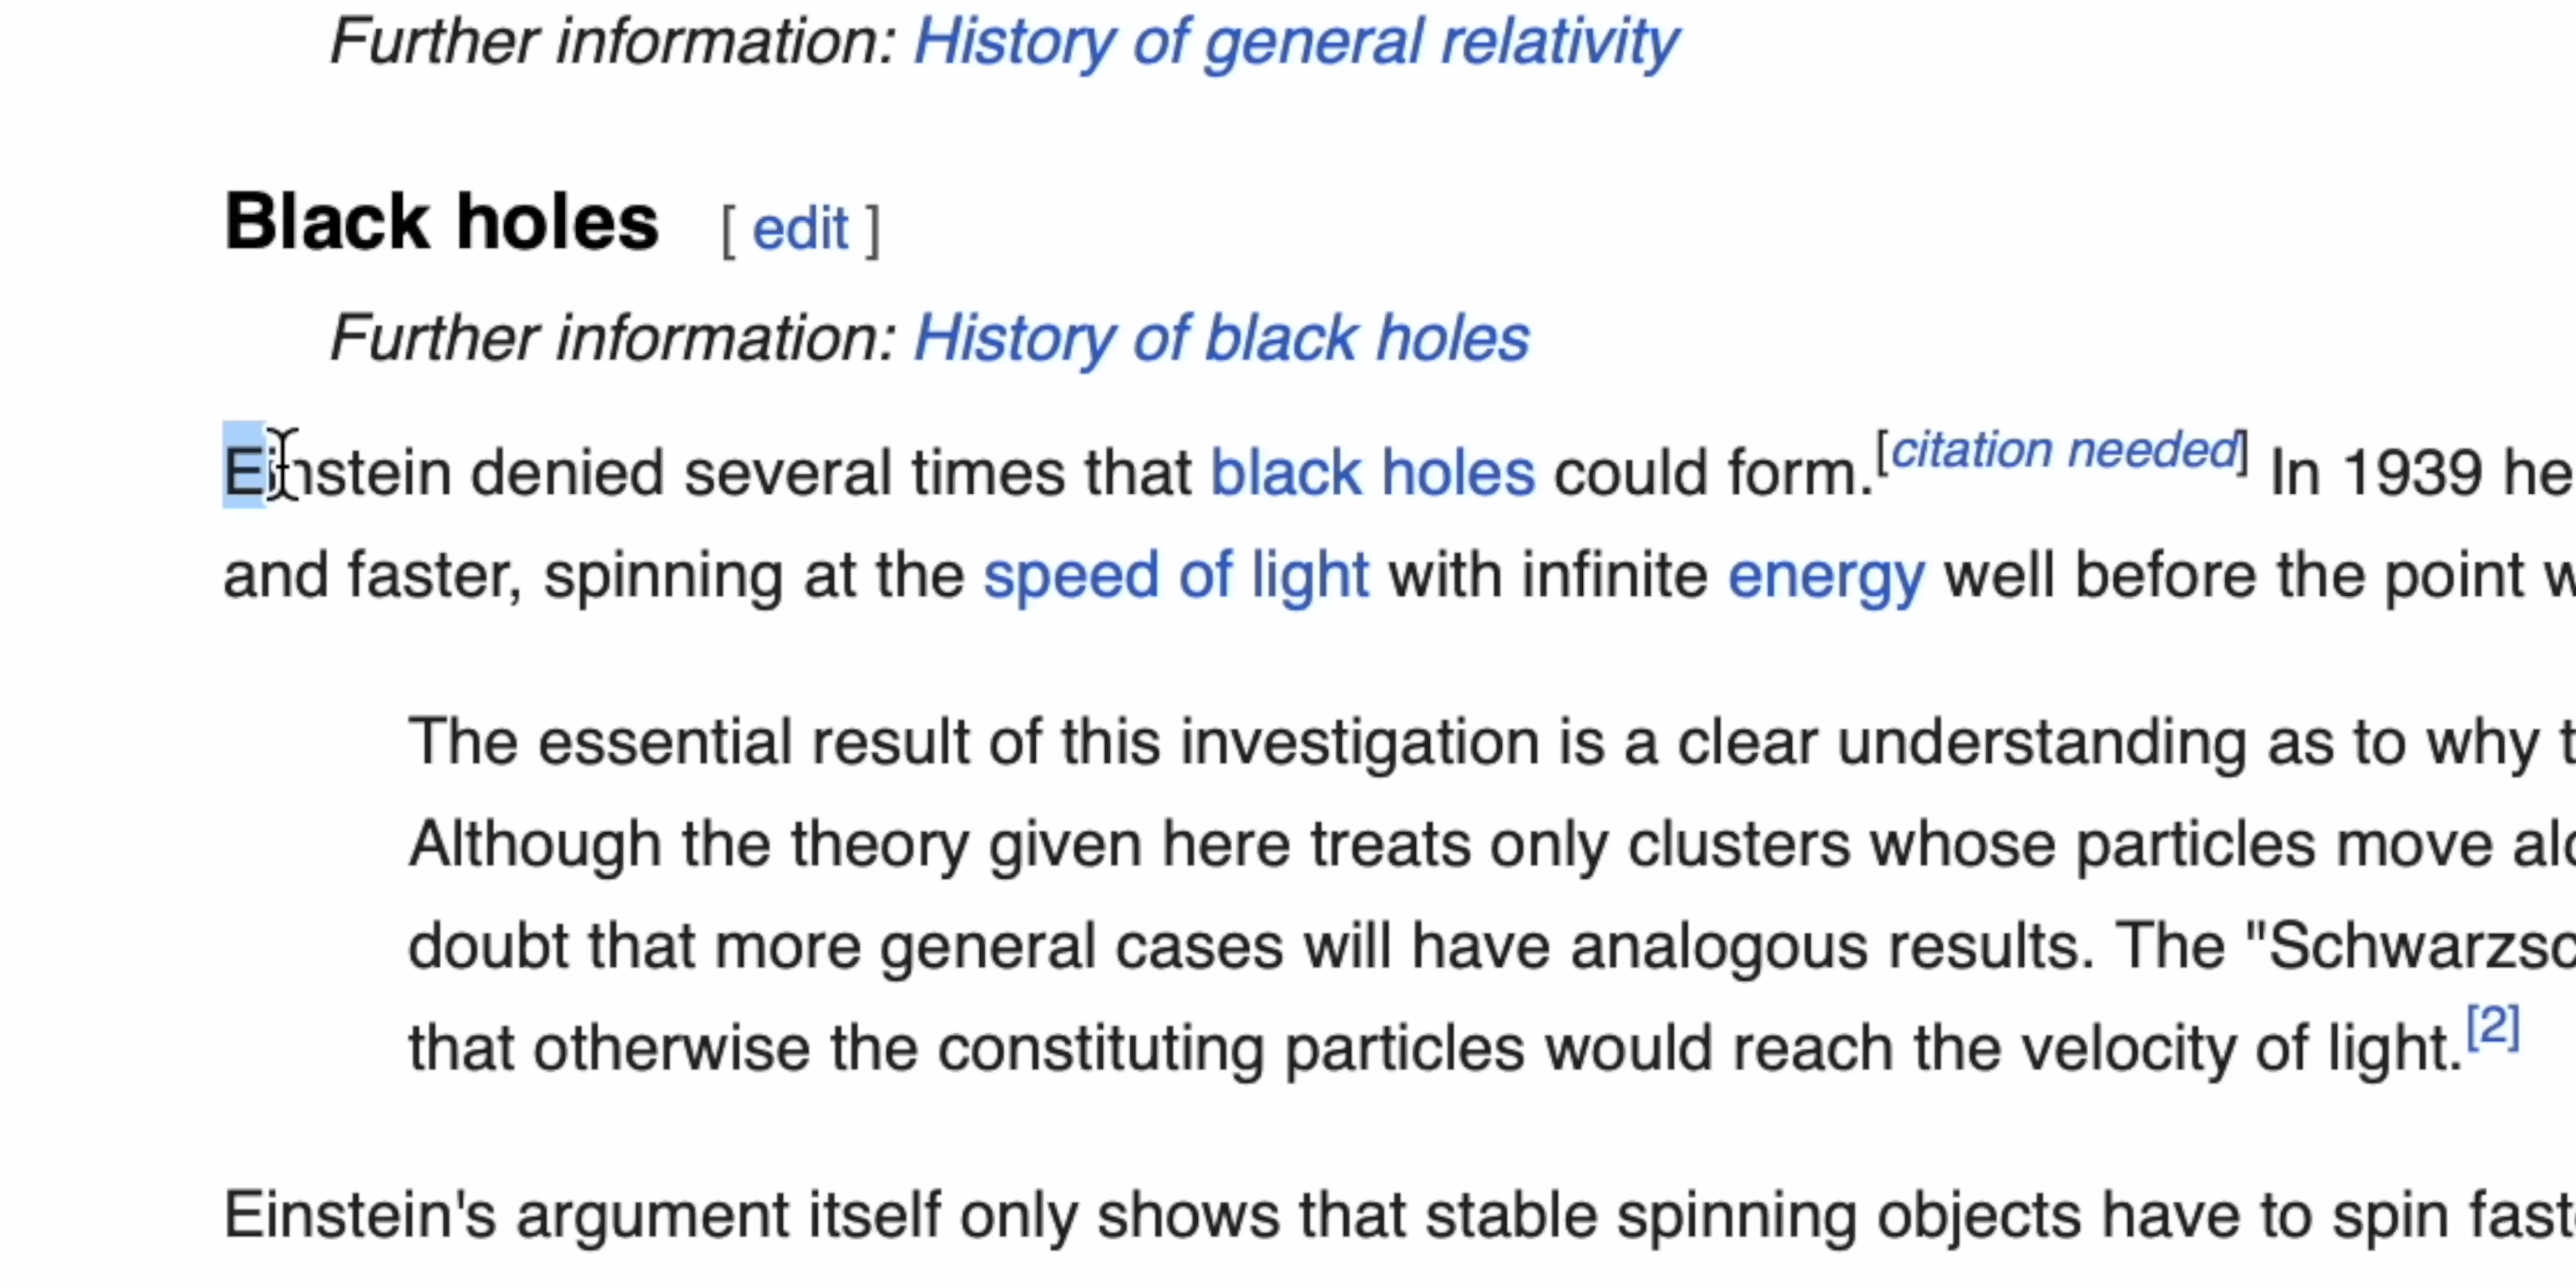 Further information: History of general relativity
Black holes [ edit ]
Further information: History of black holes
Einstein denied several times that black holes could form.[citation needed] In 1939 he
and faster, spinning at the speed of light with infinite energy well before the point
The essential result of this investigation is a clear understanding as to why
Although the theory given here treats only clusters whose particles move
doubt that more general cases will have analogous results. The
that otherwise the constituting particles would reach the velocity of light.[2]
Einstein's argument itself only shows that stable spinning objects have to spin